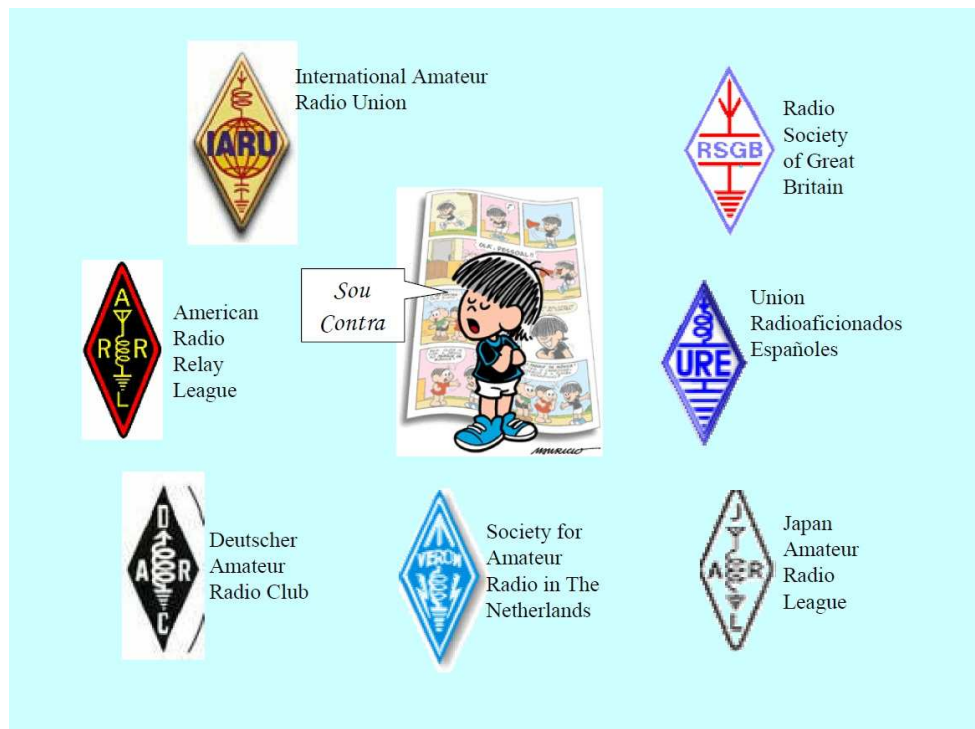 International Amateur
Radio Union
IARU
Radio
Society
of Great
Britain
RSGB
Sou
Contra
OLÁ, PESSOAL!
MAURICIO
A
R R
L
American
Radio
Relay
League
Union
Radioaficionados
Españoles
URE
D
A R
C
Deutscher
Amateur
Radio Club
VERON
Society for
Amateur
Radio in The
Netherlands
J
A R
L
Japan
Amateur
Radio
League